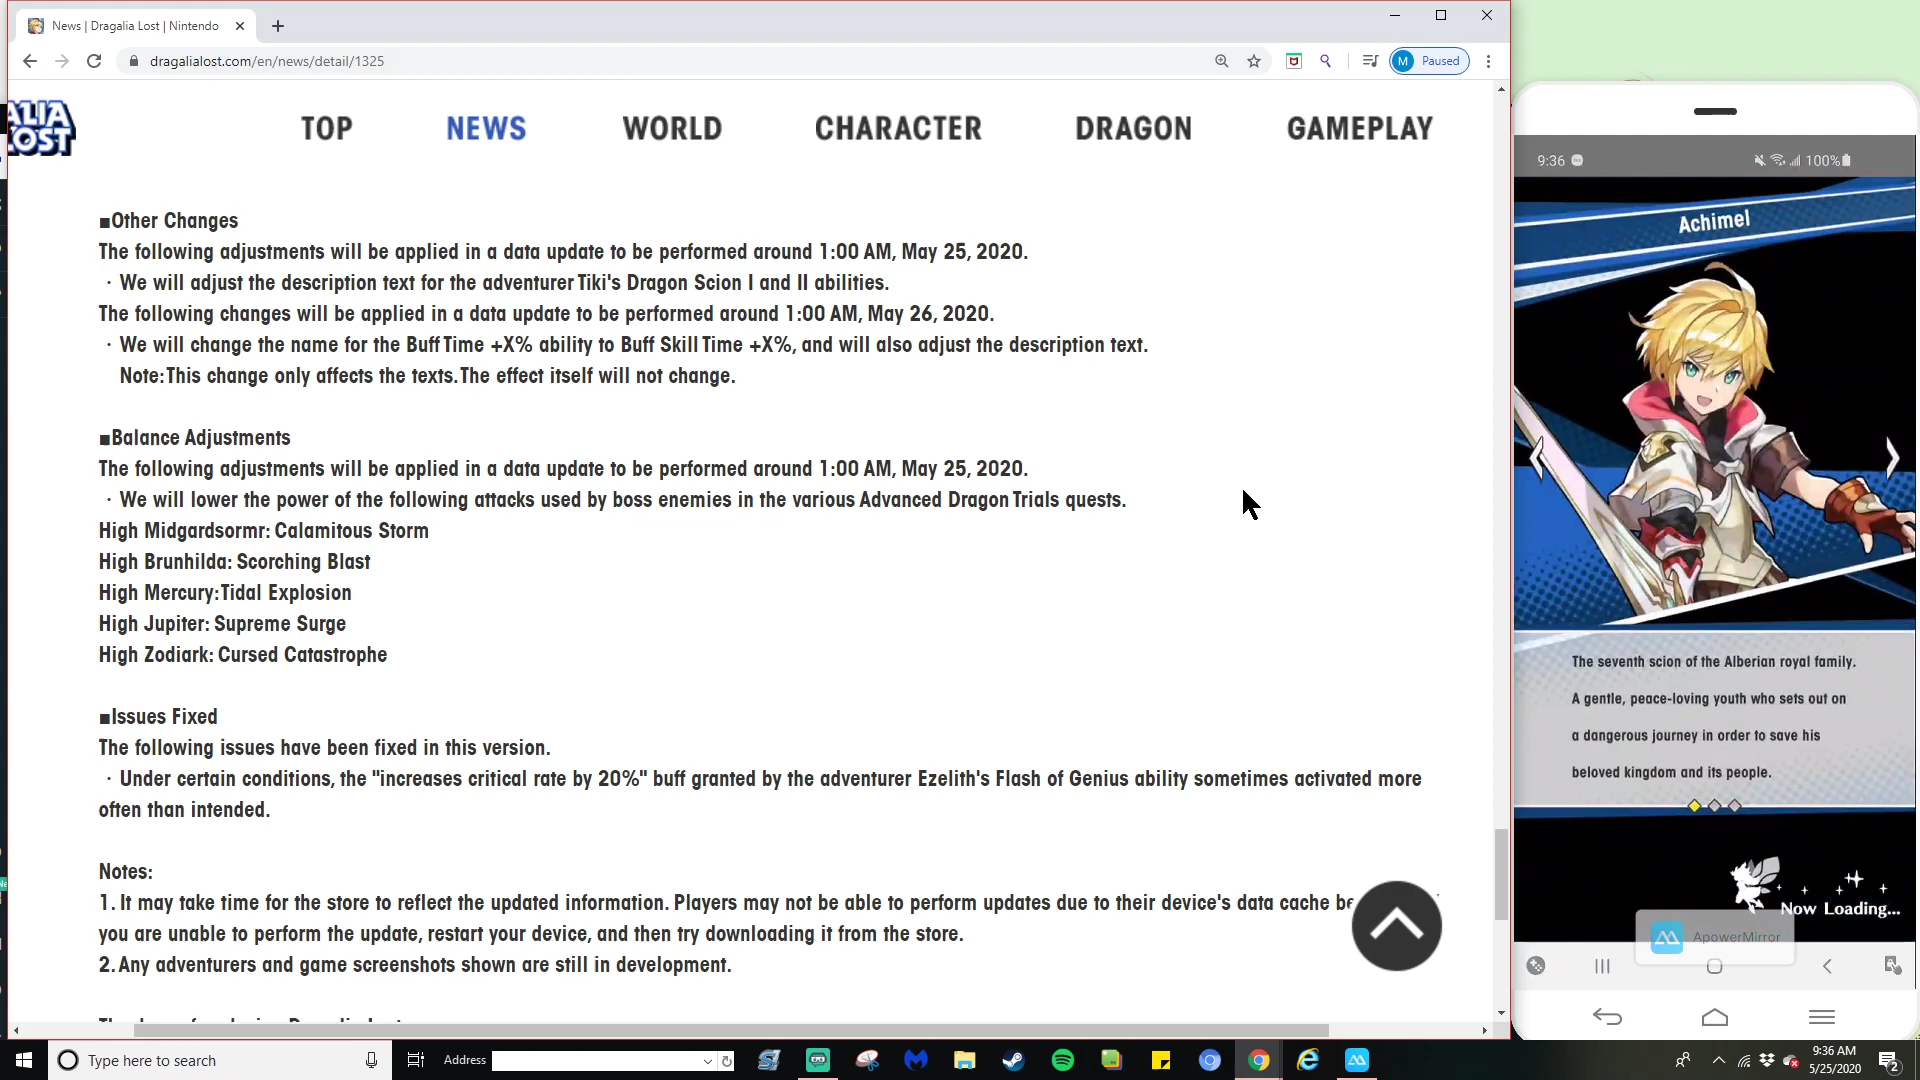 News | Dragalia Lost | Nintendo
dragalialost.com/en/news/detail/1325
M Paused
ALIA
LOST
TOP
NEWS
WORLD
CHARACTER
DRAGON
GAMEPLAY
■Other Changes
The following adjustments will be applied in a data update to be performed around 1:00 AM, May 25, 2020.
· We will adjust the description text for the adventurer Tiki's Dragon Scion I and II abilities.
The following changes will be applied in a data update to be performed around 1:00 AM, May 26, 2020.
· We will change the name for the Buff Time +X% ability to Buff Skill Time +X%, and will also adjust the description text.
Note: This change only affects the texts. The effect itself will not change.
■Balance Adjustments
The following adjustments will be applied in a data update to be performed around 1:00 AM, May 25, 2020.
· We will lower the power of the following attacks used by boss enemies in the various Advanced Dragon Trials quests.
High Midgardsormr: Calamitous Storm
High Brunhilda: Scorching Blast
High Mercury: Tidal Explosion
High Jupiter: Supreme Surge
High Zodiark: Cursed Catastrophe
■Issues Fixed
The following issues have been fixed in this version.
· Under certain conditions, the "increases critical rate by 20%" buff granted by the adventurer Ezelith's Flash of Genius ability sometimes activated more
often than intended.
Notes:
1. It may take time for the store to reflect the updated information. Players may not be able to perform updates due to their device's data cache be
you are unable to perform the update, restart your device, and then try downloading it from the store.
2. Any adventurers and game screenshots shown are still in development.
9:36
100%
Achimel
The seventh scion of the Alberian royal family.
A gentle, peace-loving youth who sets out on
a dangerous journey in order to save his
beloved kingdom and its people.
Now Loading...
ApowerMirror
Type here to search
Address
9:36 AM
5/25/2020
2